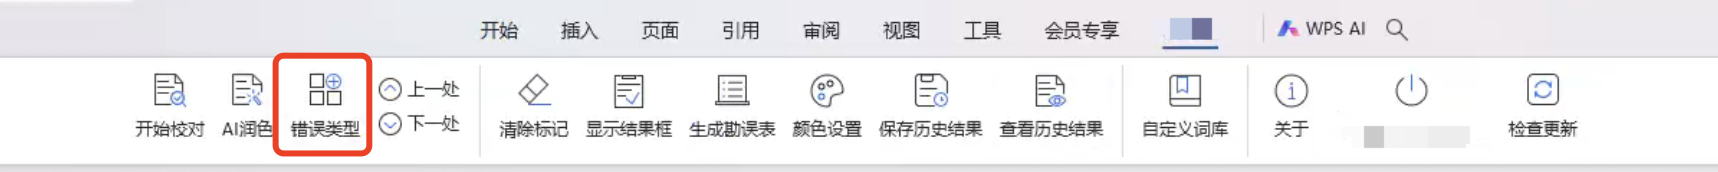 开始 插入 页面 引用 审阅 视图 工具 会员专享 WPS AI
开始校对 AI润色 错误类型 上一处 下一处 清除标记 显示结果框 生成勘误表 颜色设置 保存历史结果 查看历史结果 自定义词库 关于 检查更新